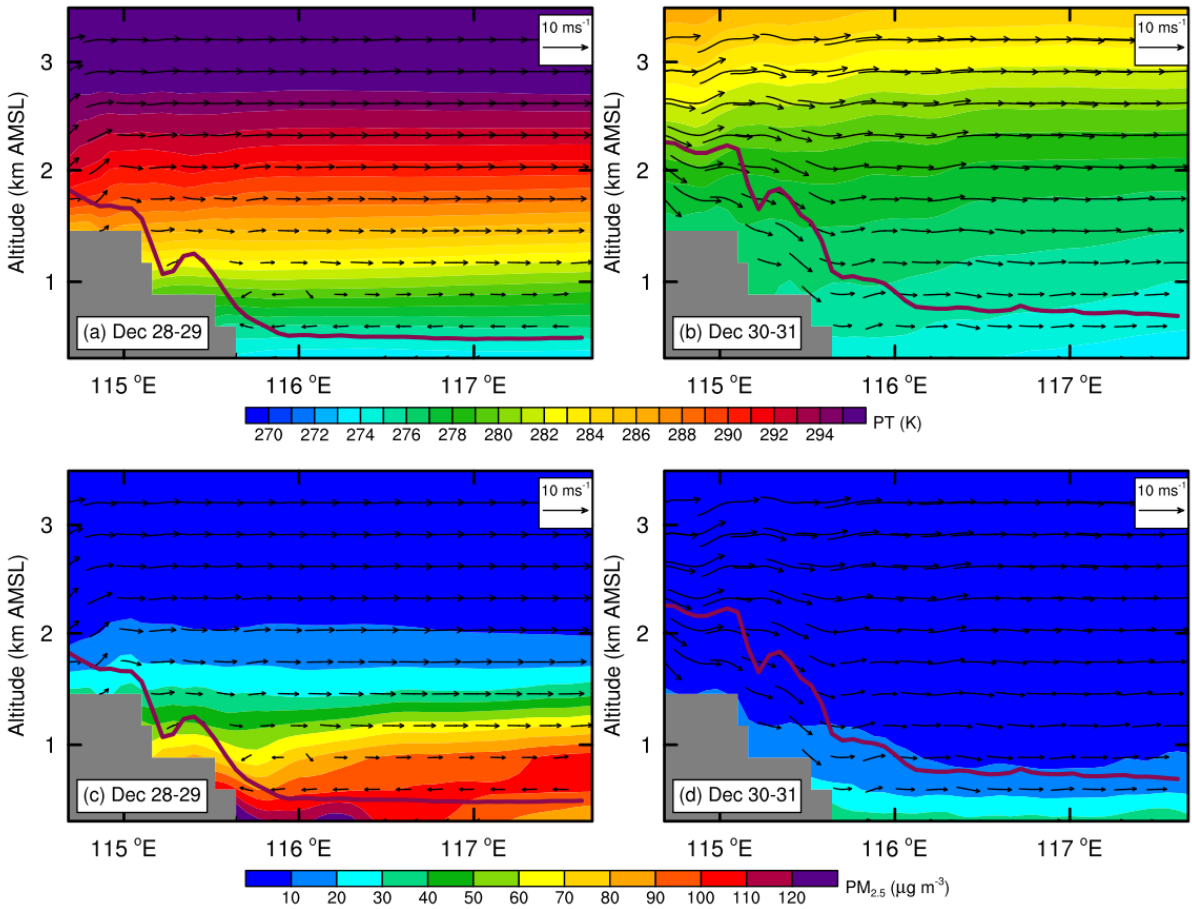 10 ms⁻¹
10 ms⁻¹
Altitude (km AMSL)
3
2
1
Altitude (km AMSL)
3
2
1
(a) Dec 28-29
(b) Dec 30-31
115 °E
116 °E
117 °E
115 °E
116 °E
117 °E
270 272 274 276 278 280 282 284 286 288 290 292 294
PT (K)
10 ms⁻¹
10 ms⁻¹
Altitude (km AMSL)
3
2
1
Altitude (km AMSL)
3
2
1
(c) Dec 28-29
(d) Dec 30-31
115 °E
116 °E
117 °E
115 °E
116 °E
117 °E
10 20 30 40 50 60 70 80 90 100 110 120
PM₂.₅ (µg m⁻³)